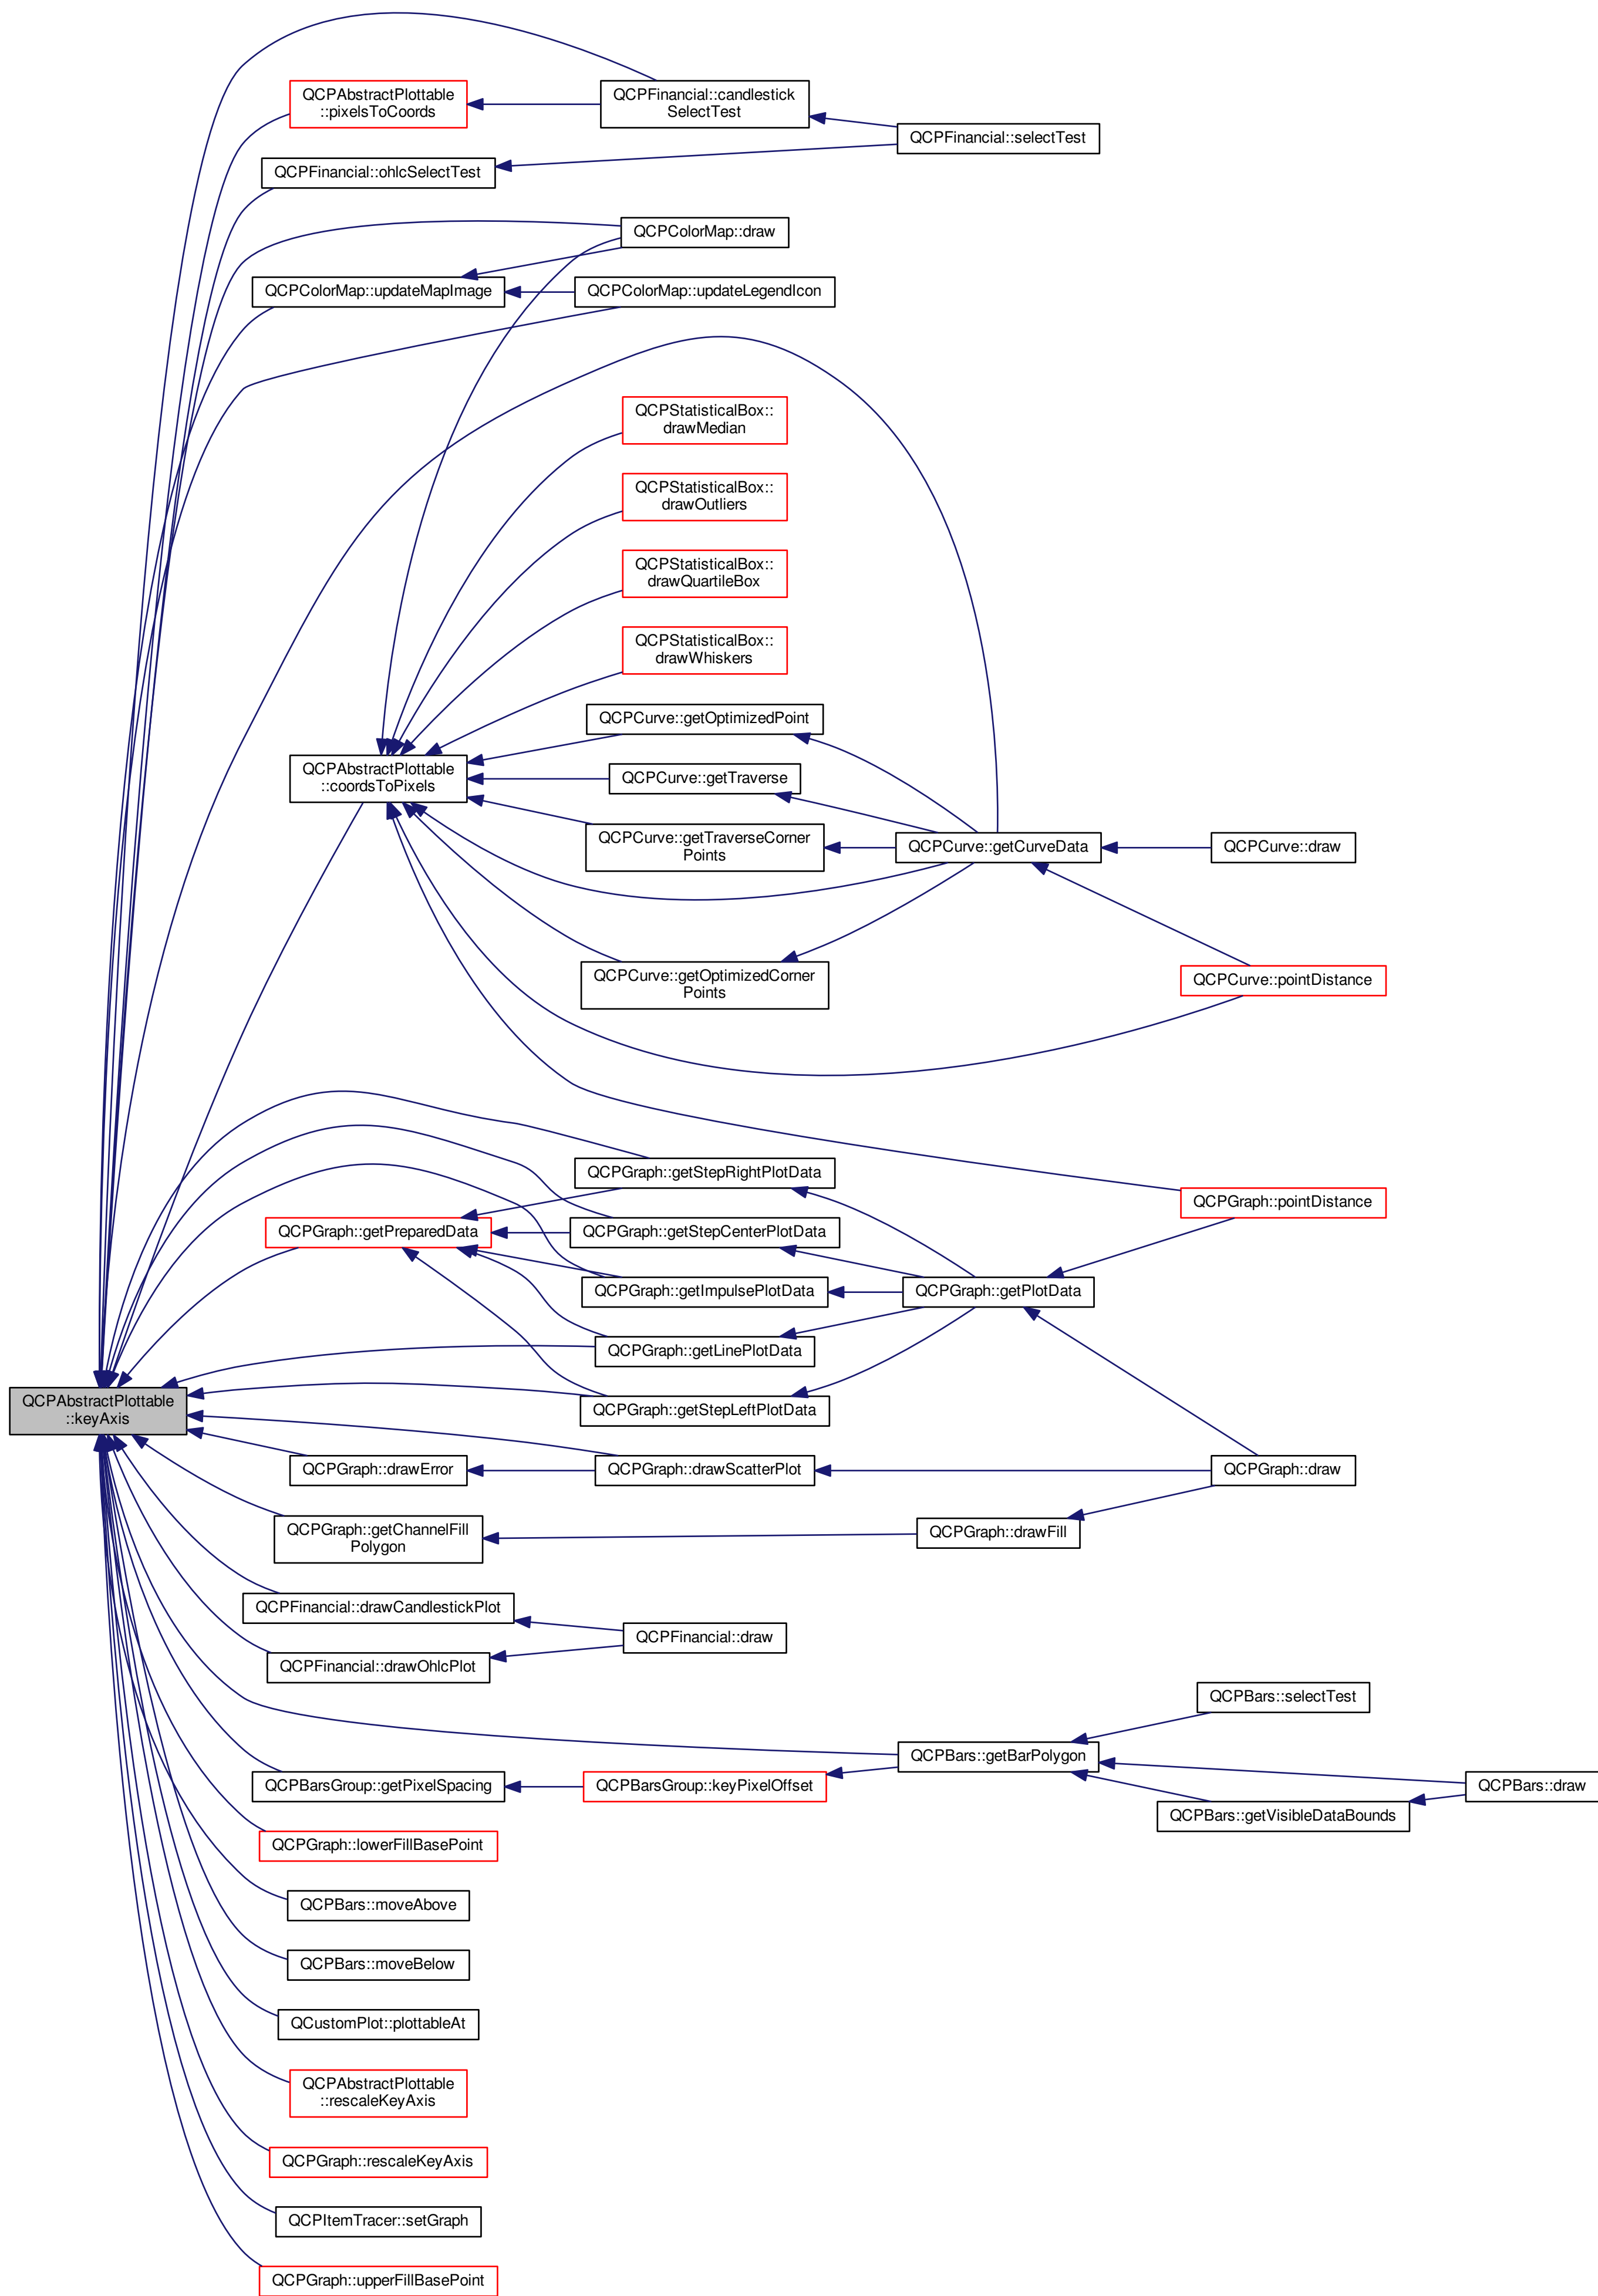 QCPAbstractPlottable
::pixelsToCoords
QCPFinancial::candlestick
SelectTest
QCPFinancial::selectTest
QCPFinancial::ohlcSelectTest
QCPColorMap::draw
QCPColorMap::updateMapImage
QCPColorMap::updateLegendIcon
QCPStatisticalBox::
drawMedian
QCPStatisticalBox::
drawOutliers
QCPStatisticalBox::
drawQuartileBox
QCPStatisticalBox::
drawWhiskers
QCPCurve::getOptimizedPoint
QCPAbstractPlottable
::coordsToPixels
QCPCurve::getTraverse
QCPCurve::getTraverseCorner
Points
QCPCurve::getCurveData
QCPCurve::draw
QCPCurve::getOptimizedCorner
Points
QCPCurve::pointDistance
QCPGraph::getStepRightPlotData
QCPGraph::pointDistance
QCPGraph::getPreparedData
QCPGraph::getStepCenterPlotData
QCPGraph::getImpulsePlotData
QCPGraph::getPlotData
QCPGraph::getLinePlotData
QCPAbstractPlottable
::keyAxis
QCPGraph::getStepLeftPlotData
QCPGraph::drawError
QCPGraph::drawScatterPlot
QCPGraph::draw
QCPGraph::getChannelFill
Polygon
QCPGraph::drawFill
QCPFinancial::drawCandlestickPlot
QCPFinancial::draw
QCPFinancial::drawOhlcPlot
QCPBars::selectTest
QCPBars::getBarPolygon
QCPBarsGroup::getPixelSpacing
QCPBarsGroup::keyPixelOffset
QCPBars::draw
QCPBars::getVisibleDataBounds
QCPGraph::lowerFillBasePoint
QCPBars::moveAbove
QCPBars::moveBelow
QCustomPlot::plottableAt
QCPAbstractPlottable
::rescaleKeyAxis
QCPGraph::rescaleKeyAxis
QCPItemTracer::setGraph
QCPGraph::upperFillBasePoint